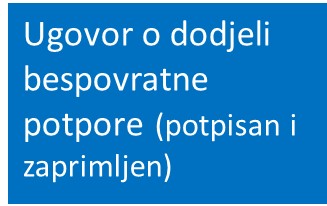 Ugovor o dodjeli
bespovratne
potpore (potpisan i
zaprimljen)